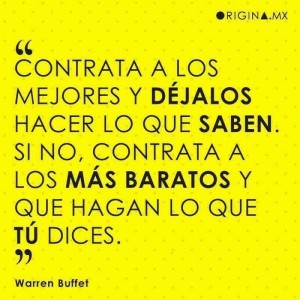 ORIGINA.MX
“
CONTRATA A LOS
MEJORES Y DÉJALOS
HACER LO QUE SABEN.
SI NO, CONTRATA A
LOS MÁS BARATOS Y
QUE HAGAN LO QUE
TÚ DICES.
”
Warren Buffet